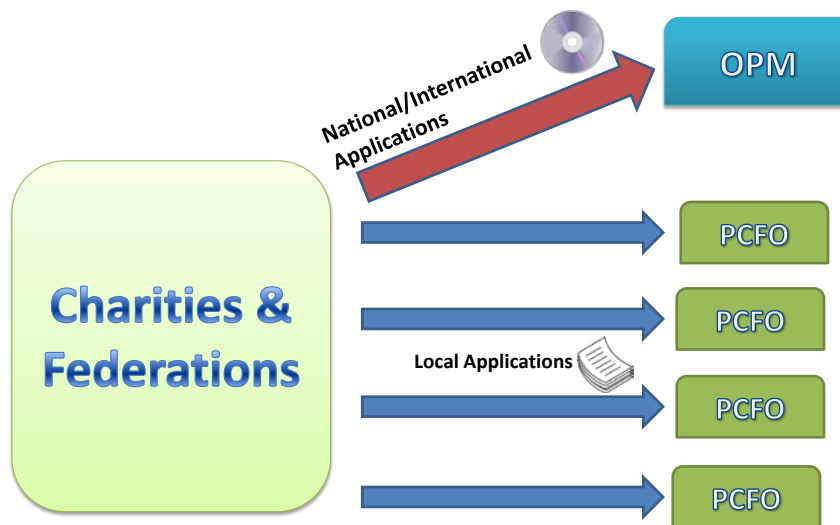 National/International
Applications
OPM
Charities &
Federations
PCFO
PCFO
Local Applications
PCFO
PCFO